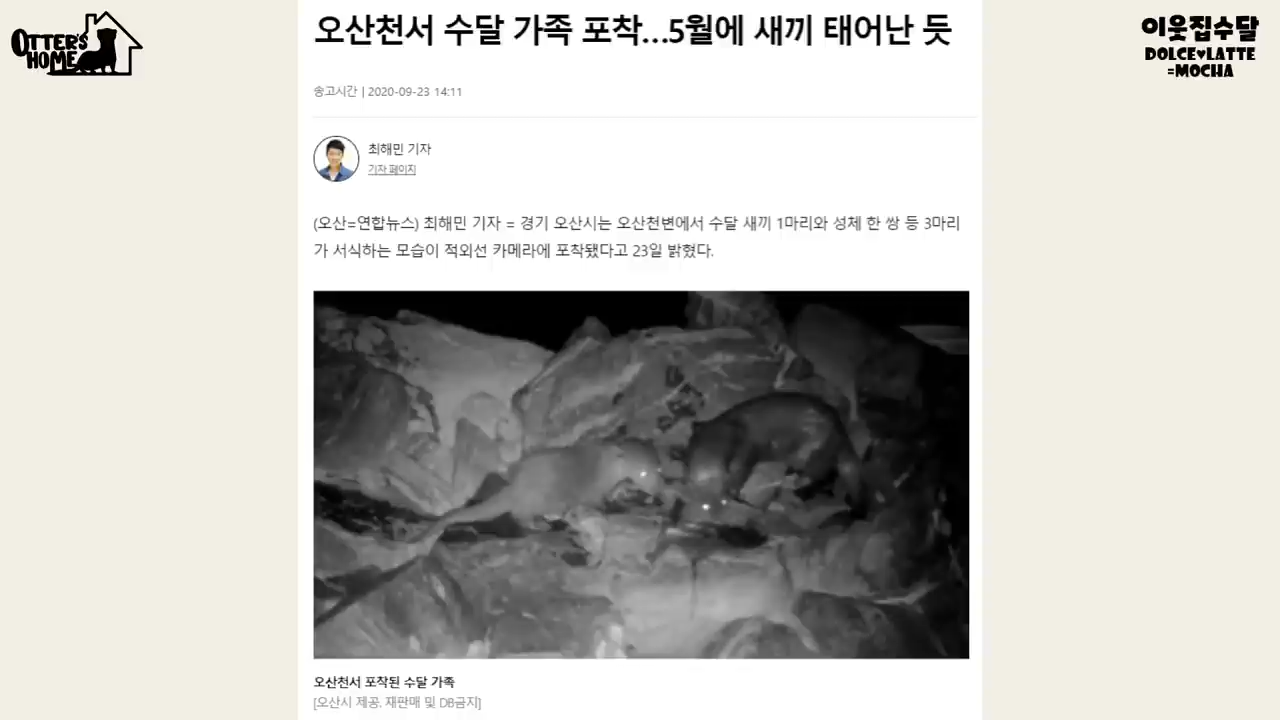 오산천서 수달 가족 포착...5월에 새끼 태어난 듯
OTTER'S
HOME
이웃집수달
DOLCE♥LATTE
=MOCHA
송고시간 | 2020-09-23 14:11
최해민 기자
기자 페이지
(오산=연합뉴스) 최해민 기자 = 경기 오산시는 오산천변에서 수달 새끼 1마리와 성체 한 쌍 등 3마리
가 서식하는 모습이 적외선 카메라에 포착됐다고 23일 밝혔다.
오산천서 포착된 수달 가족
[오산시 제공. 재판매 및 DB금지]